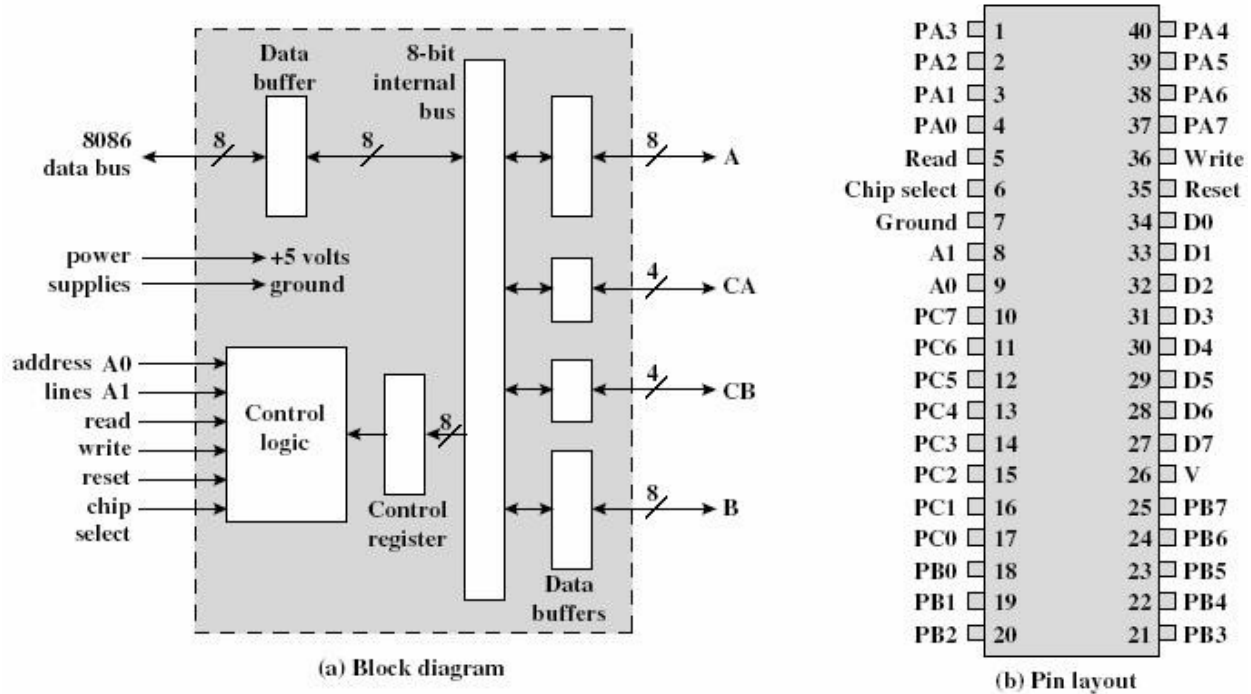 Data
buffer
8-bit
internal
bus
8086
data bus
8
8
8
A
power
supplies
+5 volts
ground
4
CA
address A0
lines A1
read
write
reset
chip
select
Control
logic
8
Control
register
4
CB
8
B
Data
buffers
(a) Block diagram
PA3 1 40 PA4
PA2 2 39 PA5
PA1 3 38 PA6
PA0 4 37 PA7
Read 5 36 Write
Chip select 6 35 Reset
Ground 7 34 D0
A1 8 33 D1
A0 9 32 D2
PC7 10 31 D3
PC6 11 30 D4
PC5 12 29 D5
PC4 13 28 D6
PC3 14 27 D7
PC2 15 26 V
PC1 16 25 PB7
PC0 17 24 PB6
PB0 18 23 PB5
PB1 19 22 PB4
PB2 20 21 PB3
(b) Pin layout